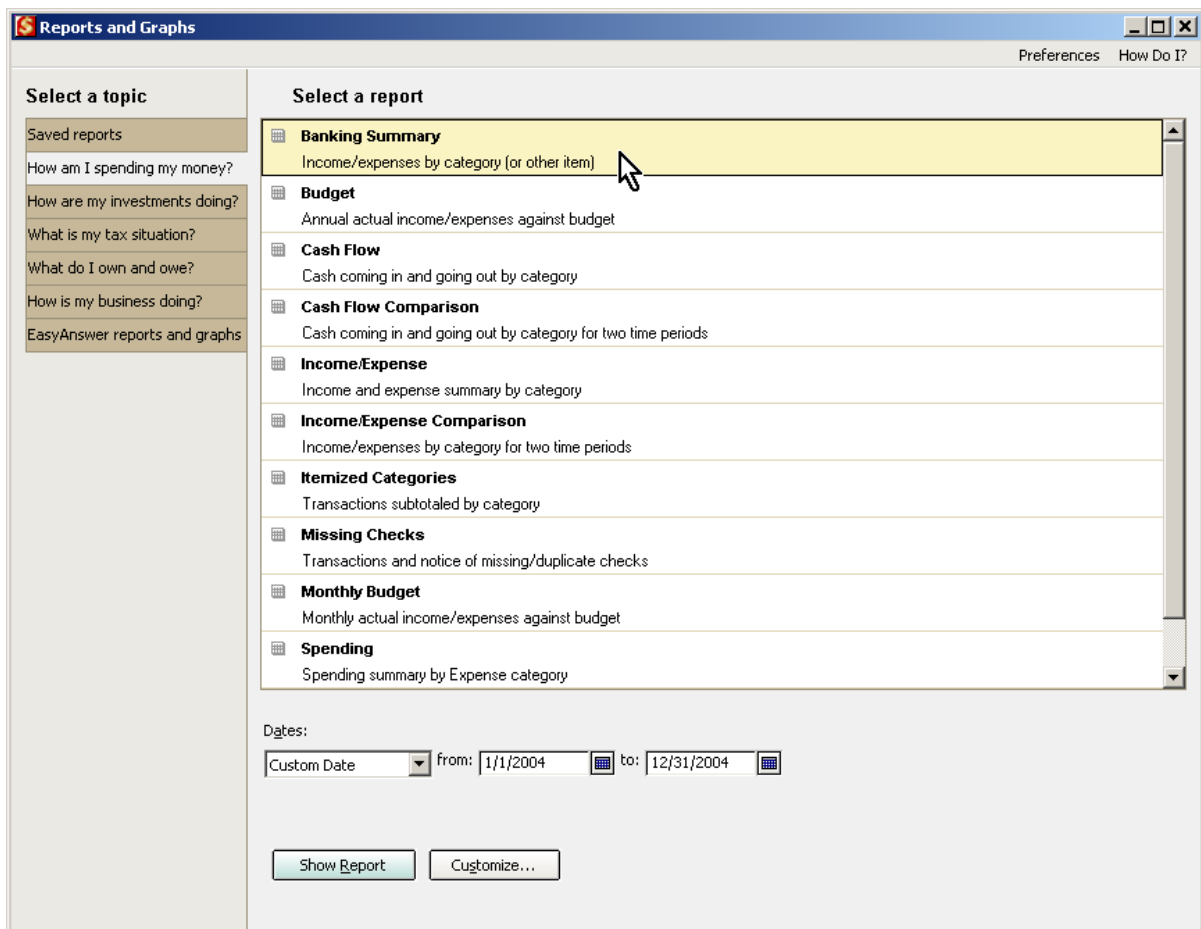 Reports and Graphs
Preferences How Do I?
Select a topic
Saved reports
How am I spending my money?
How are my investments doing?
What is my tax situation?
What do I own and owe?
How is my business doing?
EasyAnswer reports and graphs
Select a report
Banking Summary
Income/expenses by category (or other item)
Budget
Annual actual income/expenses against budget
Cash Flow
Cash coming in and going out by category
Cash Flow Comparison
Cash coming in and going out by category for two time periods
Income/Expense
Income and expense summary by category
Income/Expense Comparison
Income/expenses by category for two time periods
Itemized Categories
Transactions subtotaled by category
Missing Checks
Transactions and notice of missing/duplicate checks
Monthly Budget
Monthly actual income/expenses against budget
Spending
Spending summary by Expense category
Dates:
Custom Date from: 1/1/2004 to: 12/31/2004
Show Report Customize...